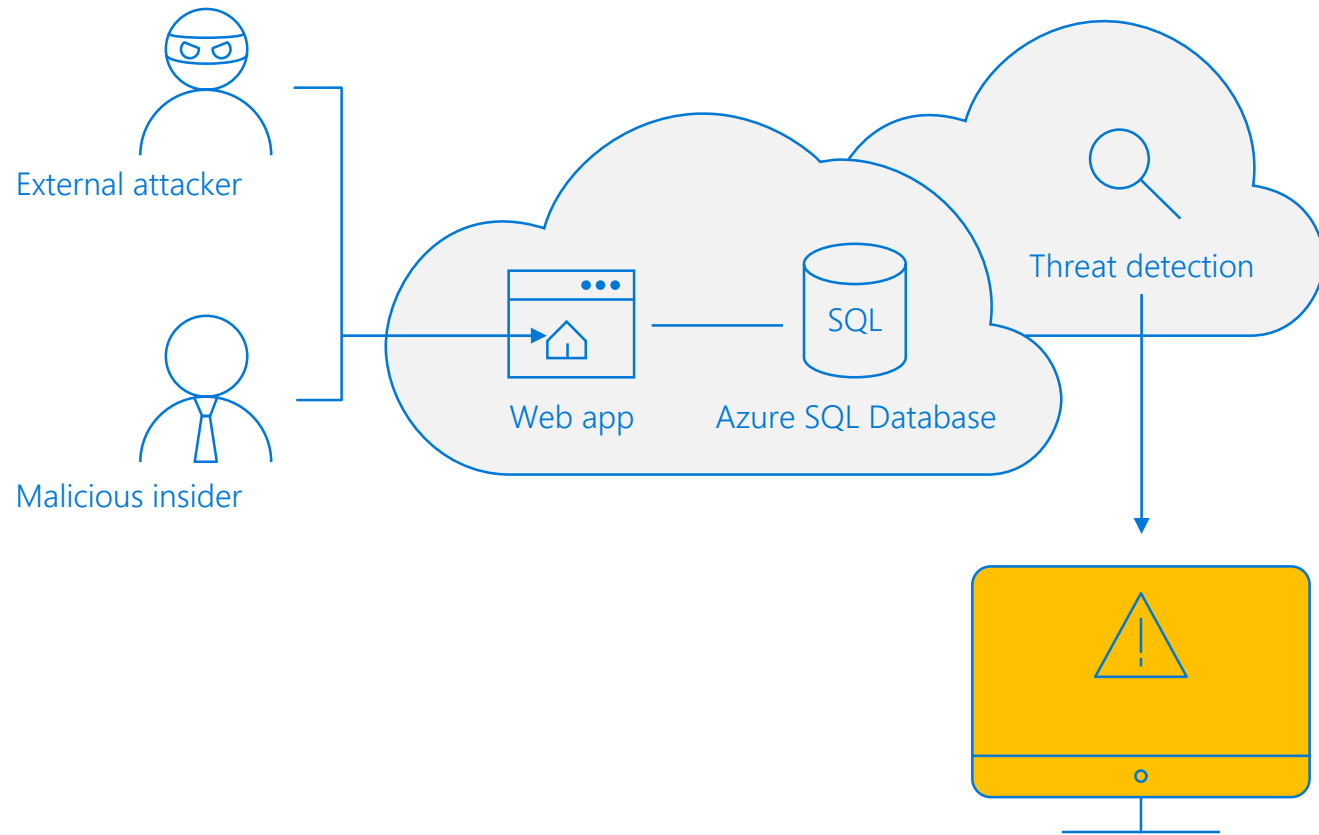 External attacker
Threat detection
SQL
Web app
Azure SQL Database
Malicious insider